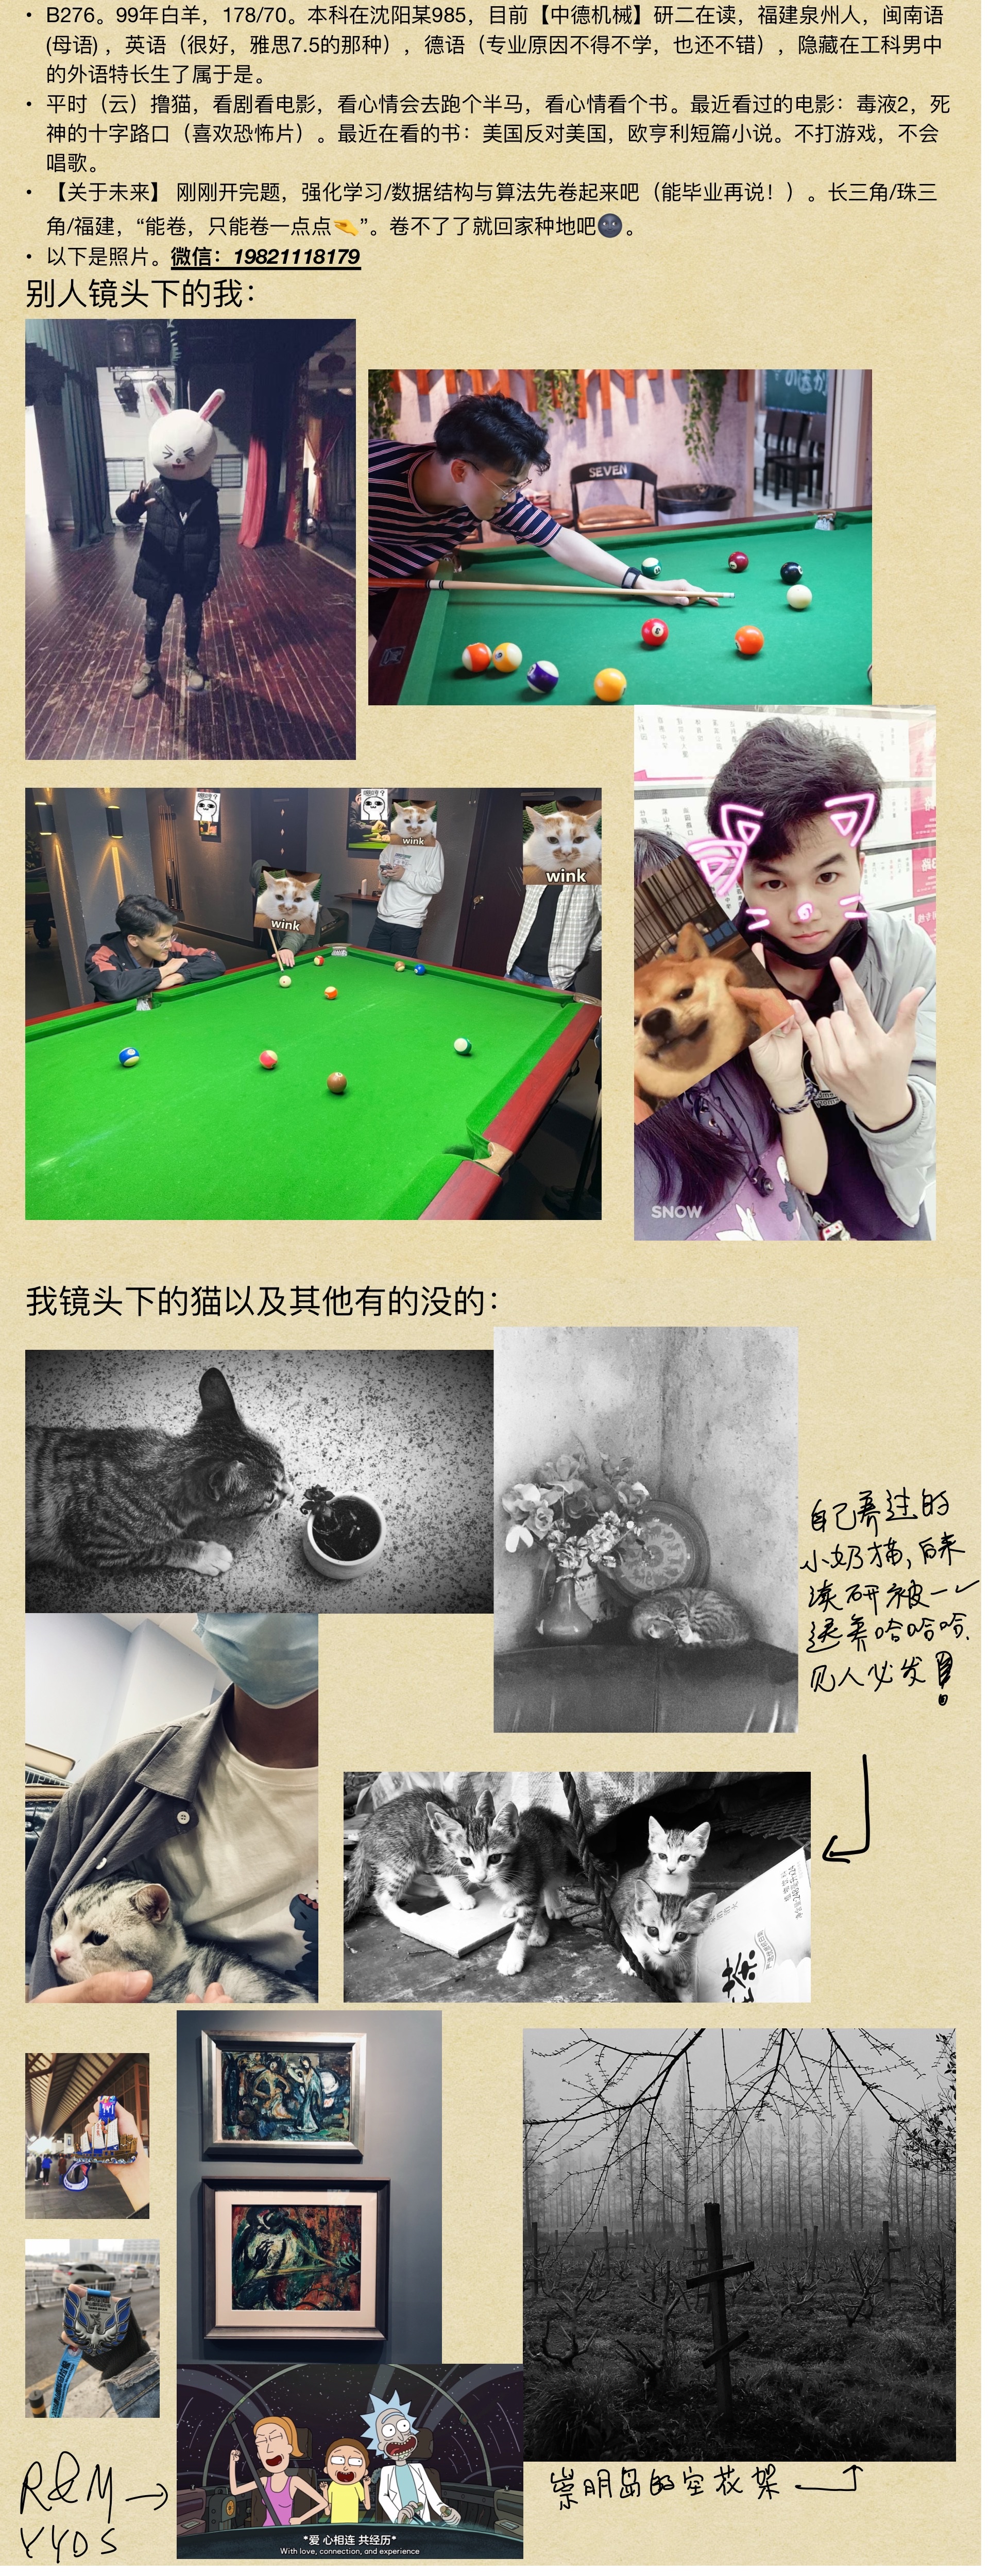 • B276。99年白羊，178/70。本科在沈阳某985，目前【中德机械】研二在读，福建泉州人，闽南语
(母语) ，英语（很好，雅思7.5的那种），德语（专业原因不得不学，也还不错），隐藏在工科男中
的外语特长生了属于是。
• 平时（云）撸猫，看剧看电影，看心情会去跑个半马，看心情看个书。最近看过的电影：毒液2，死
神的十字路口（喜欢恐怖片）。最近在看的书：美国反对美国，欧亨利短篇小说。不打游戏，不会
唱歌。
• 【关于未来】 刚刚开完题，强化学习/数据结构与算法先卷起来吧（能毕业再说！）。长三角/珠三
角/福建，“能卷，只能卷一点点🤏”。卷不了了就回家种地吧🌚。
• 以下是照片。微信：19821118179
别人镜头下的我：
SEVEN
wink
wink
wink
SNOW
我镜头下的猫以及其他有的没的：
自己养过的
小奶猫，后来
读研被一一
送养哈哈哈.
见人必发！
R&M
YYDS
*爱 心相连 共经历*
With love, connection, and experience
崇明岛的空花架